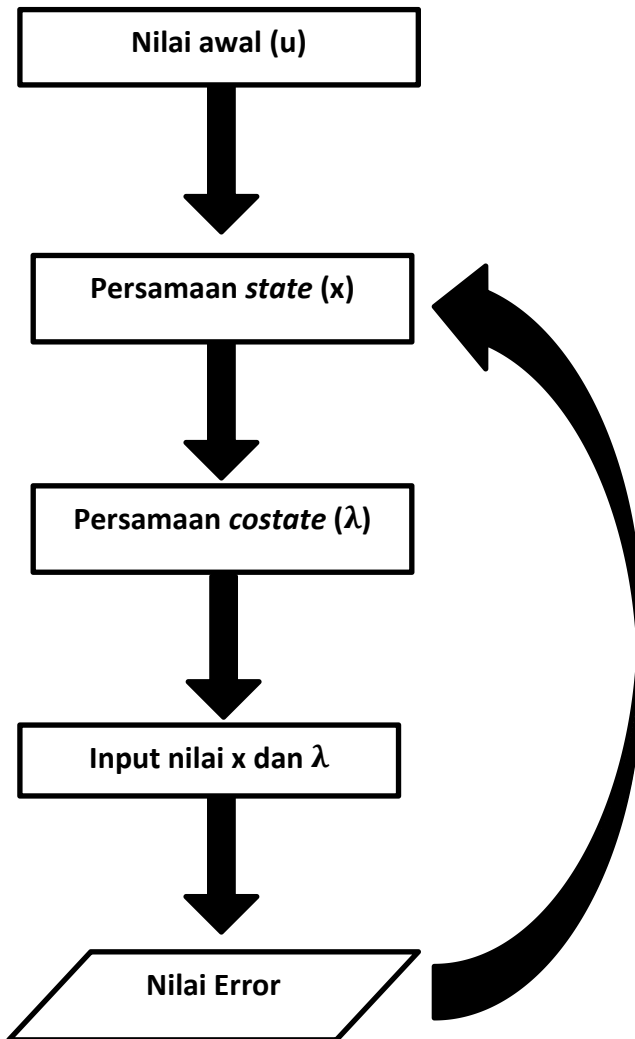 Nilai awal (u)
Persamaan state (x)
Persamaan costate (λ)
Input nilai x dan λ
Nilai Error